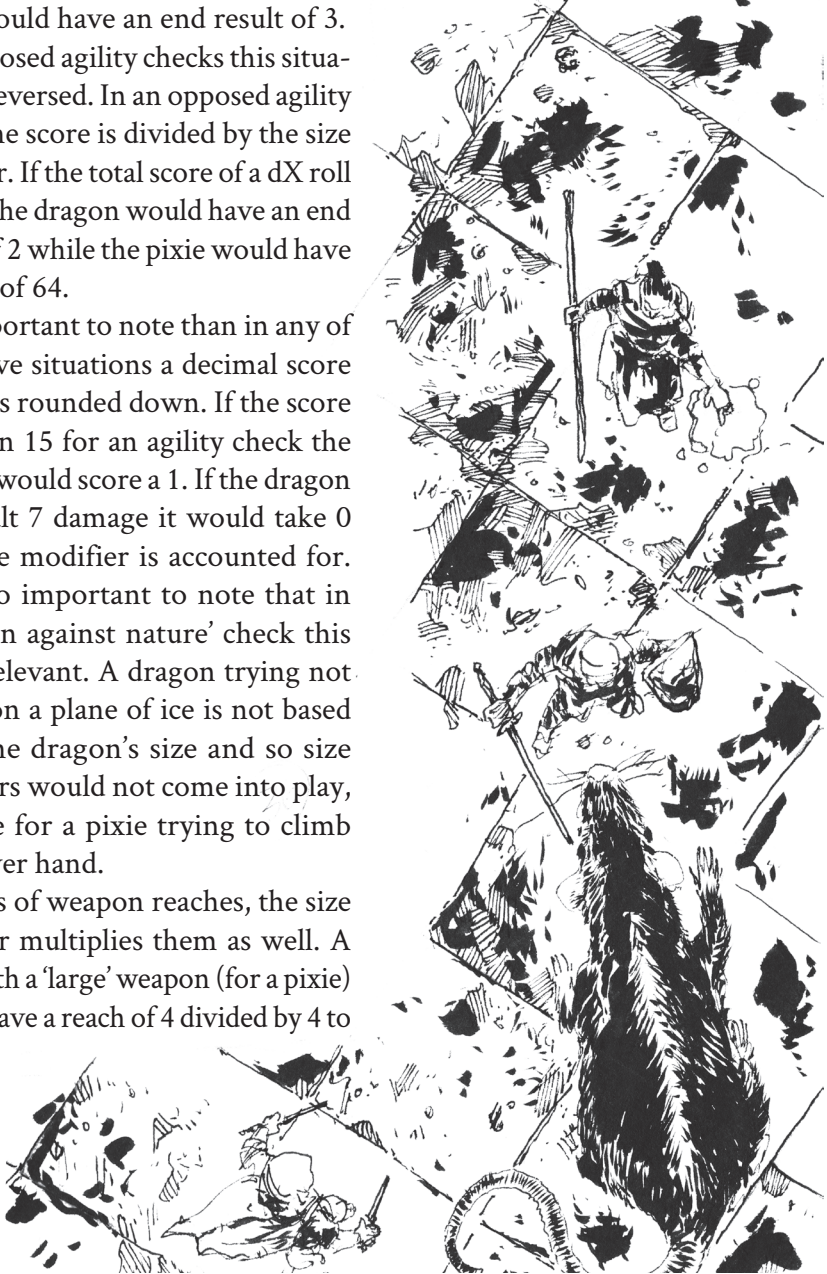 ould have an end result of 3.
osed agility checks this situa-
eversed. In an opposed agility
ne score is divided by the size
r. If the total score of a dX roll
he dragon would have an end
f 2 while the pixie would have
of 64.
portant to note than in any of
ve situations a decimal score
s rounded down. If the score
n 15 for an agility check the
would score a 1. If the dragon
lt 7 damage it would take 0
e modifier is accounted for.
o important to note that in
n against nature’ check this
elevant. A dragon trying not
on a plane of ice is not based
he dragon’s size and so size
rs would not come into play,
e for a pixie trying to climb
ver hand.
s of weapon reaches, the size
r multiplies them as well. A
th a ‘large’ weapon (for a pixie)
ave a reach of 4 divided by 4 to